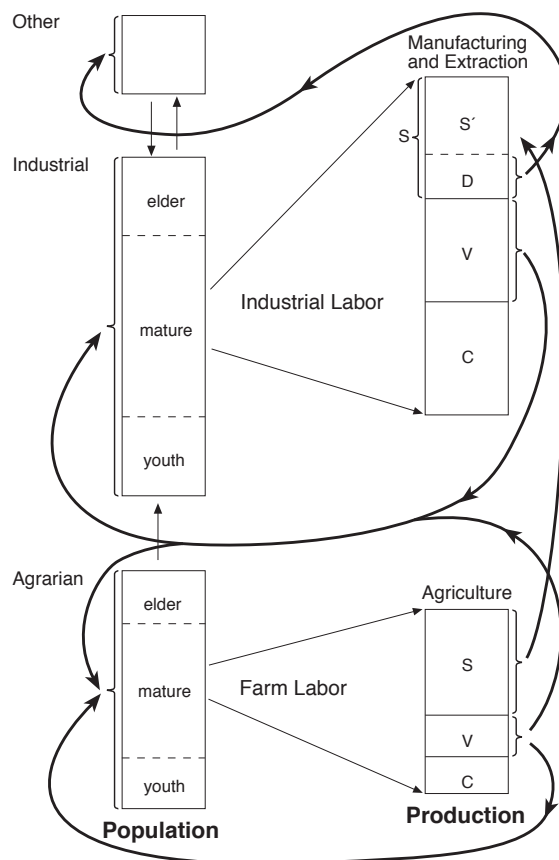 Other
Manufacturing
and Extraction
S
S´
D
Industrial
elder
V
Industrial Labor
mature
C
youth
Agrarian
elder
Agriculture
S
mature
Farm Labor
V
youth
C
Population
Production